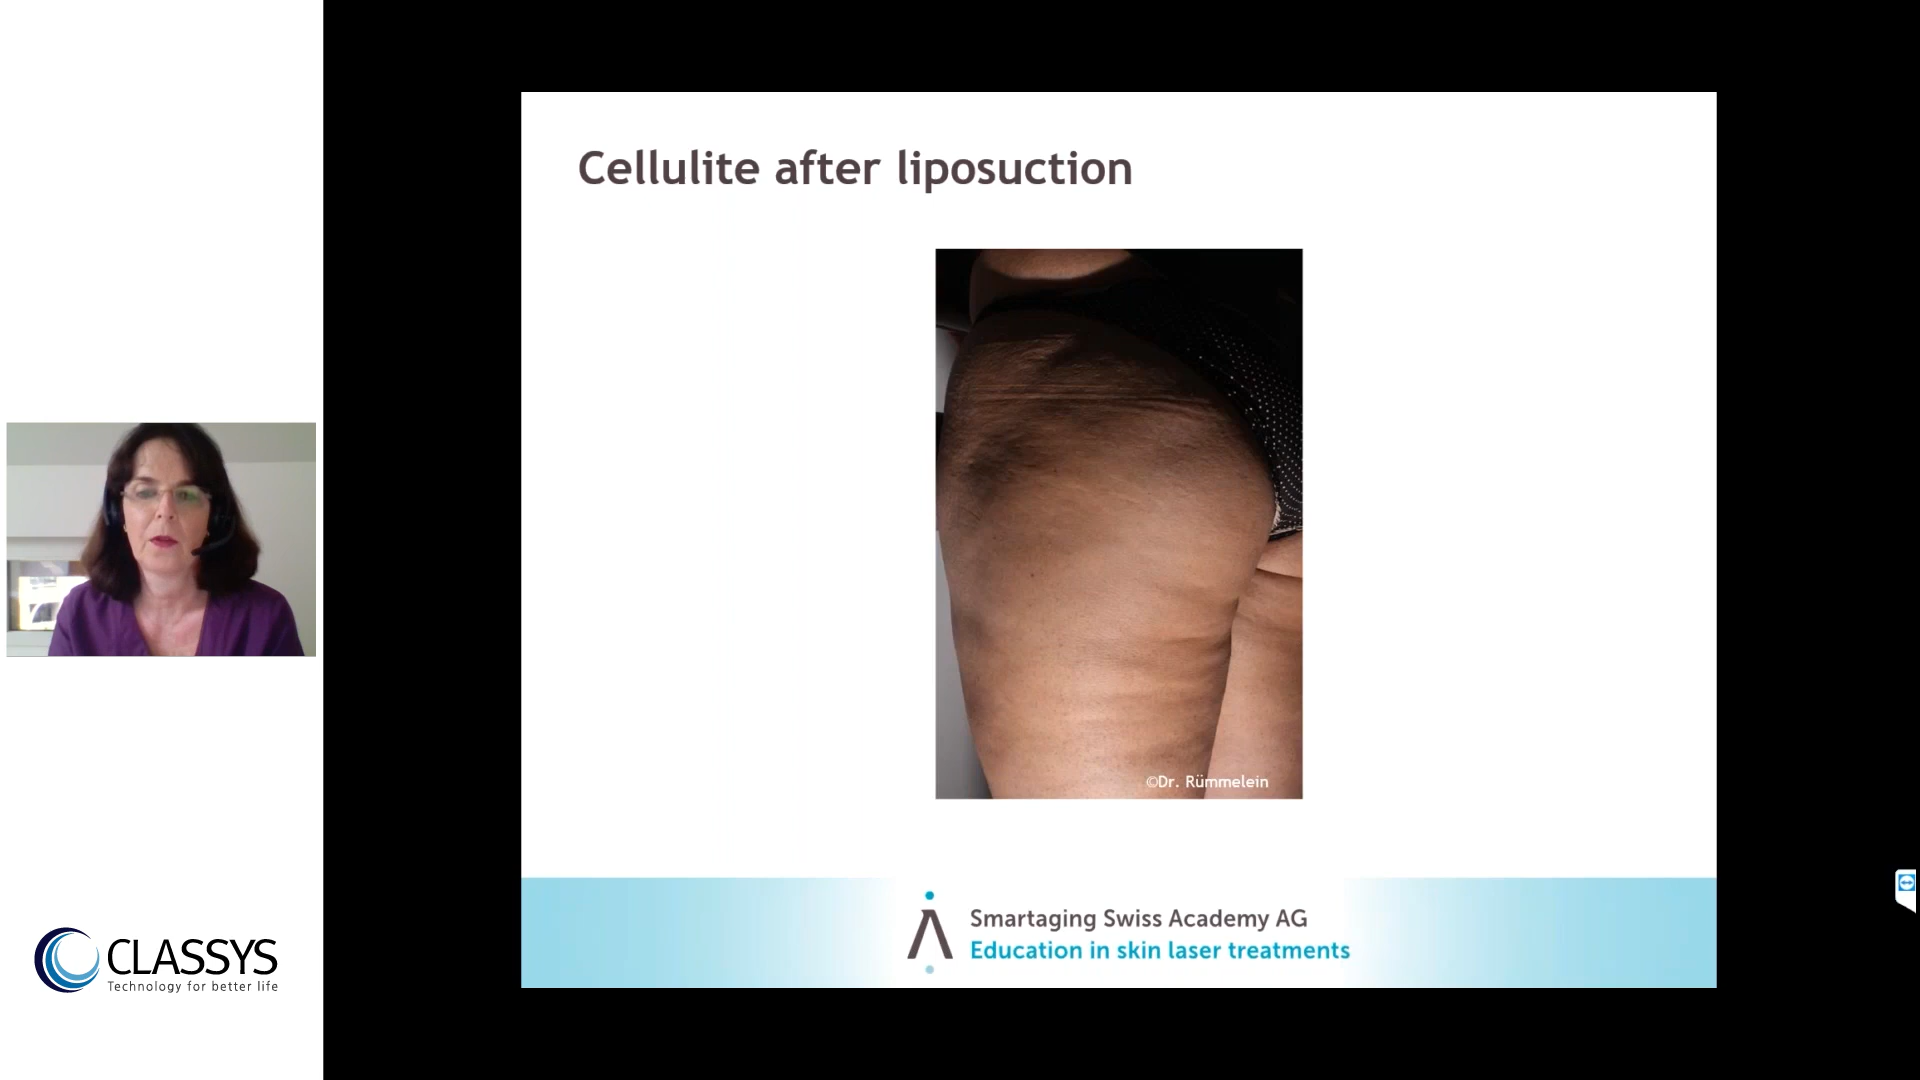 Cellulite after liposuction
©Dr. Rümmelein
Smartaging Swiss Academy AG
Education in skin laser treatments
CLASSYS
Technology for better life